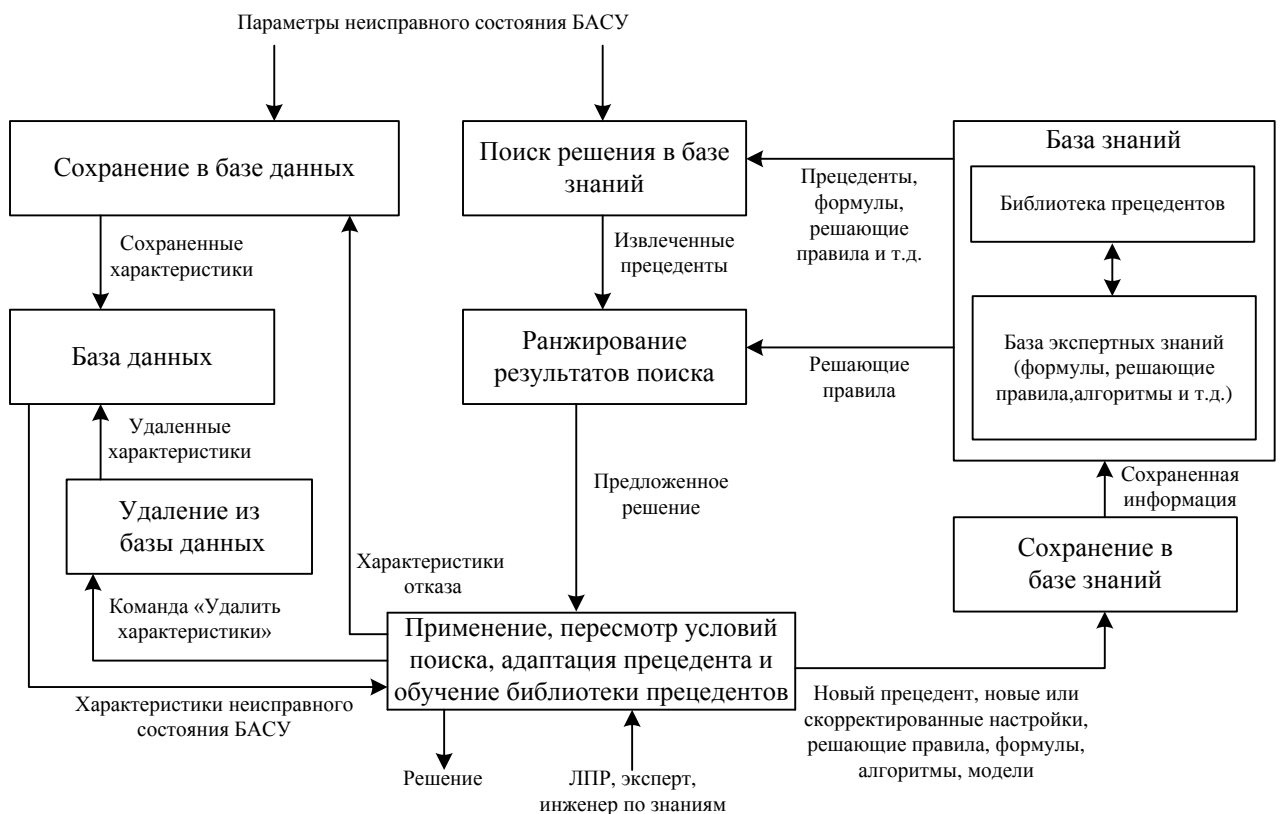 Параметры неисправного состояния БАСУ
Сохранение в базе данных
Поиск решения в базе
знаний
База знаний
Библиотека прецедентов
Прецеденты,
формулы,
решающие
правила и т.д.
Сохраненные
характеристики
Извлеченные
прецеденты
База данных
Ранжирование
результатов поиска
Решающие
правила
База экспертных знаний
(формулы, решающие
правила,алгоритмы и т.д.)
Удаленные
характеристики
Удаление из
базы данных
Предложенное
решение
Сохраненная
информация
Сохранение в
базе знаний
Характеристики
отказа
Команда «Удалить
характеристики»
Применение, пересмотр условий
поиска, адаптация прецедента и
обучение библиотеки прецедентов
Характеристики неисправного
состояния БАСУ
Новый прецедент, новые или
скорректированные настройки,
решающие правила, формулы,
алгоритмы, модели
Решение
ЛПР, эксперт,
инженер по знаниям